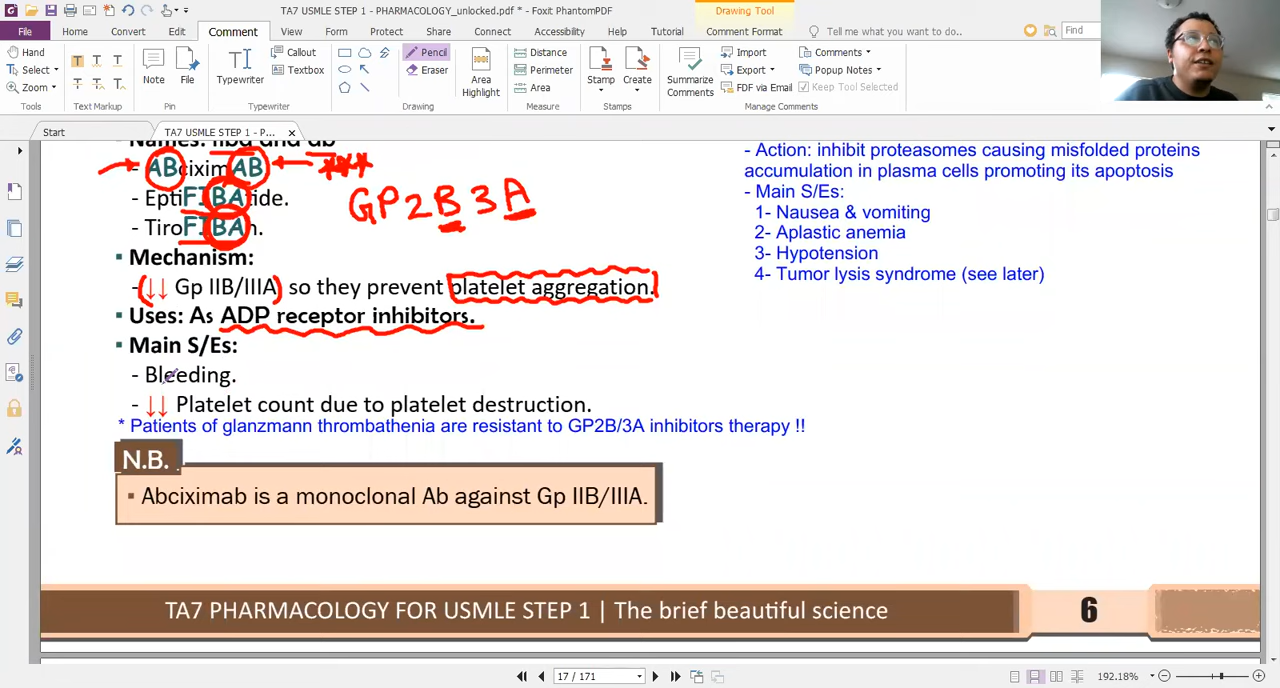 TA7 USMLE STEP 1 - PHARMACOLOGY_unlocked.pdf * - Foxit PhantomPDF
Drawing Tool
File Home Convert Edit Comment View Form Protect Share Connect Accessibility Help Tutorial Comment Format Tell me what you want to do.. Find
Hand
Select
Zoom
Tools
T T T
T T T
Text Markup
Note
File
Pin
Typewriter
Callout
Textbox
Typewriter
Pencil
Eraser
Drawing
Area
Highlight
Distance
Perimeter
Area
Measure
Stamp
Create
Stamps
Summarize
Comments
Import
Export
FDF via Email
Comments
Popup Notes
Keep Tool Selected
Manage Comments
Start
TA7 USMLE STEP 1 - P... ×
Names: fiba and ab
- ABciximAB
- EptiFIBAtide.
- TiroFIBAn.
GP2B3A
▪ Mechanism:
- ↓↓ Gp IIB/IIIA so they prevent platelet aggregation.
▪ Uses: As ADP receptor inhibitors.
▪ Main S/Es:
- Bleeding.
- ↓↓ Platelet count due to platelet destruction.
* Patients of glanzmann thrombathenia are resistant to GP2B/3A inhibitors therapy !!
N.B.
▪ Abciximab is a monoclonal Ab against Gp IIB/IIIA.
- Action: inhibit proteasomes causing misfolded proteins
accumulation in plasma cells promoting its apoptosis
- Main S/Es:
1- Nausea & vomiting
2- Aplastic anemia
3- Hypotension
4- Tumor lysis syndrome (see later)
TA7 PHARMACOLOGY FOR USMLE STEP 1 | The brief beautiful science
6
17 / 171
192.18%